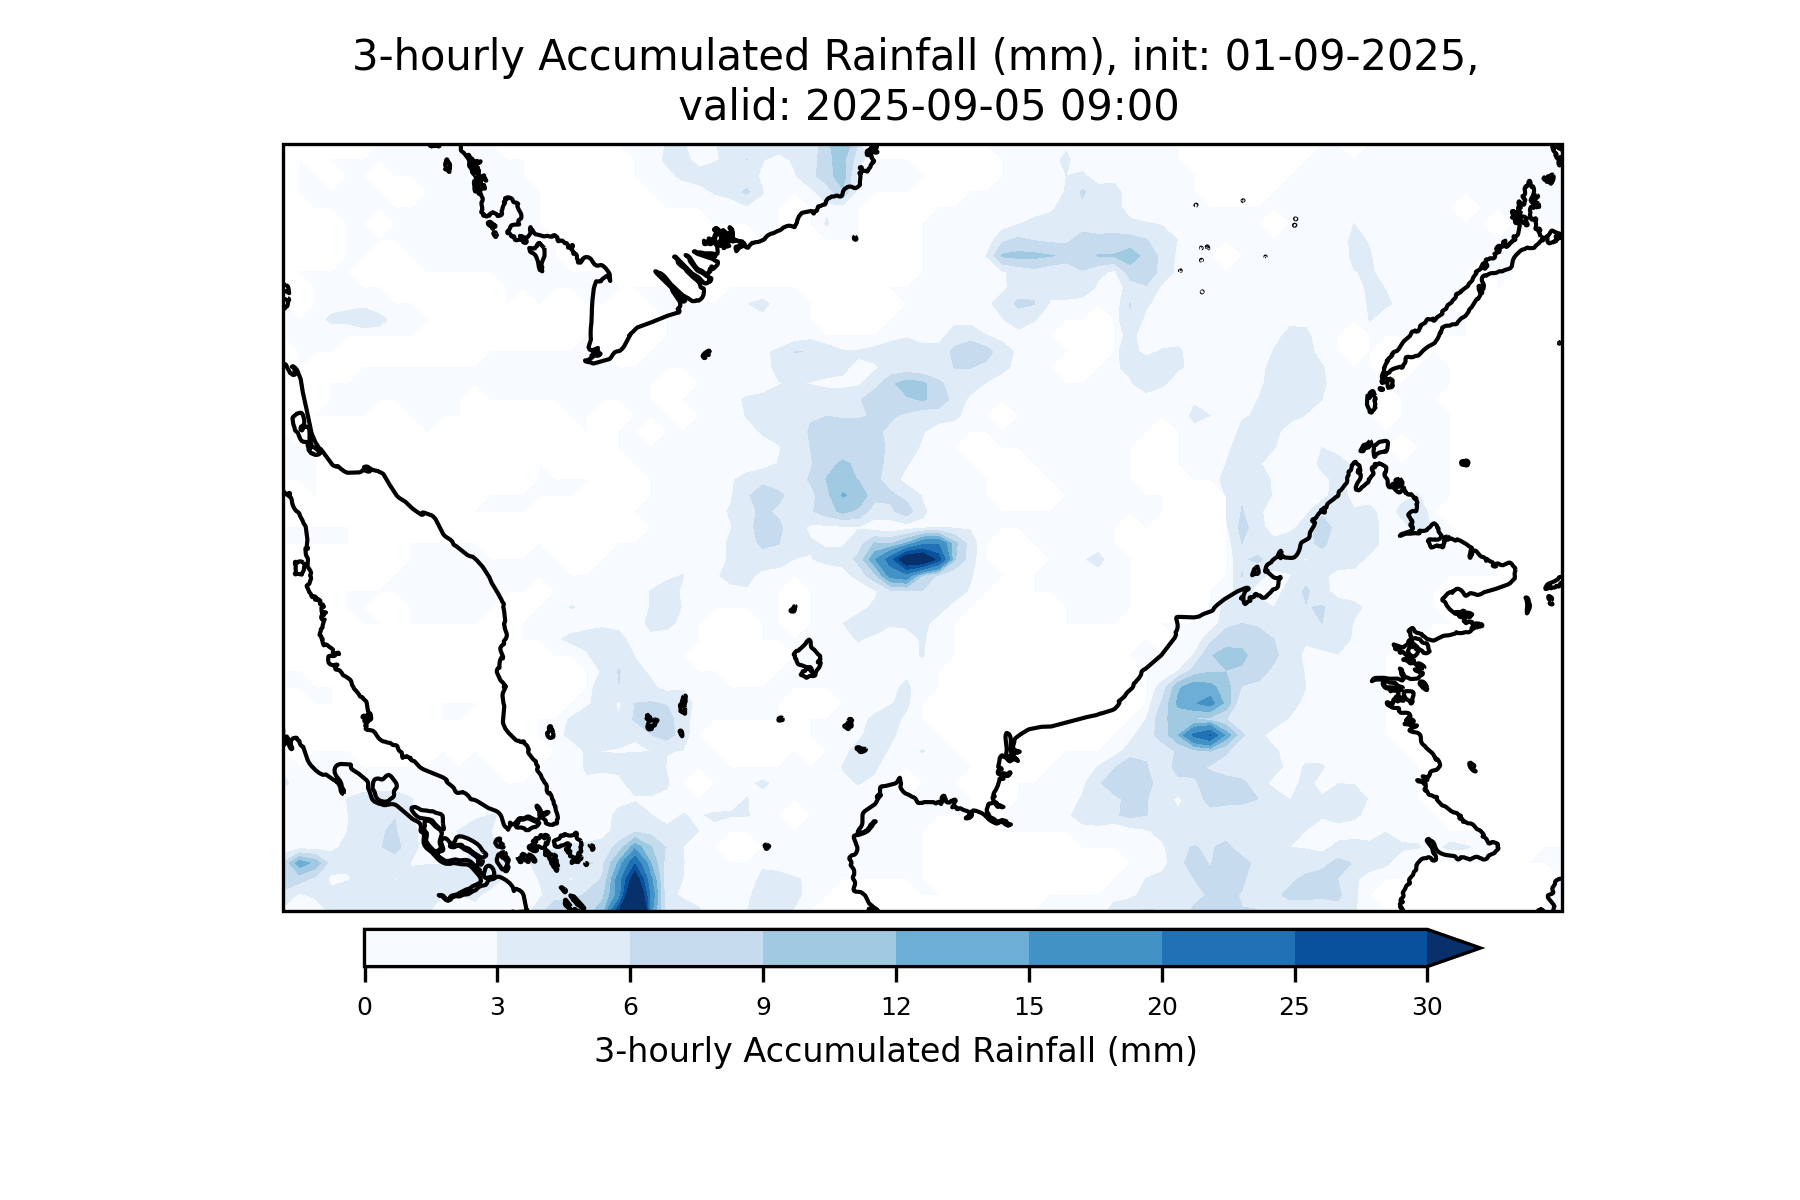 3-hourly Accumulated Rainfall (mm), init: 01-09-2025,
valid: 2025-09-05 09:00
0 3 6 9 12 15 20 25 30
3-hourly Accumulated Rainfall (mm)